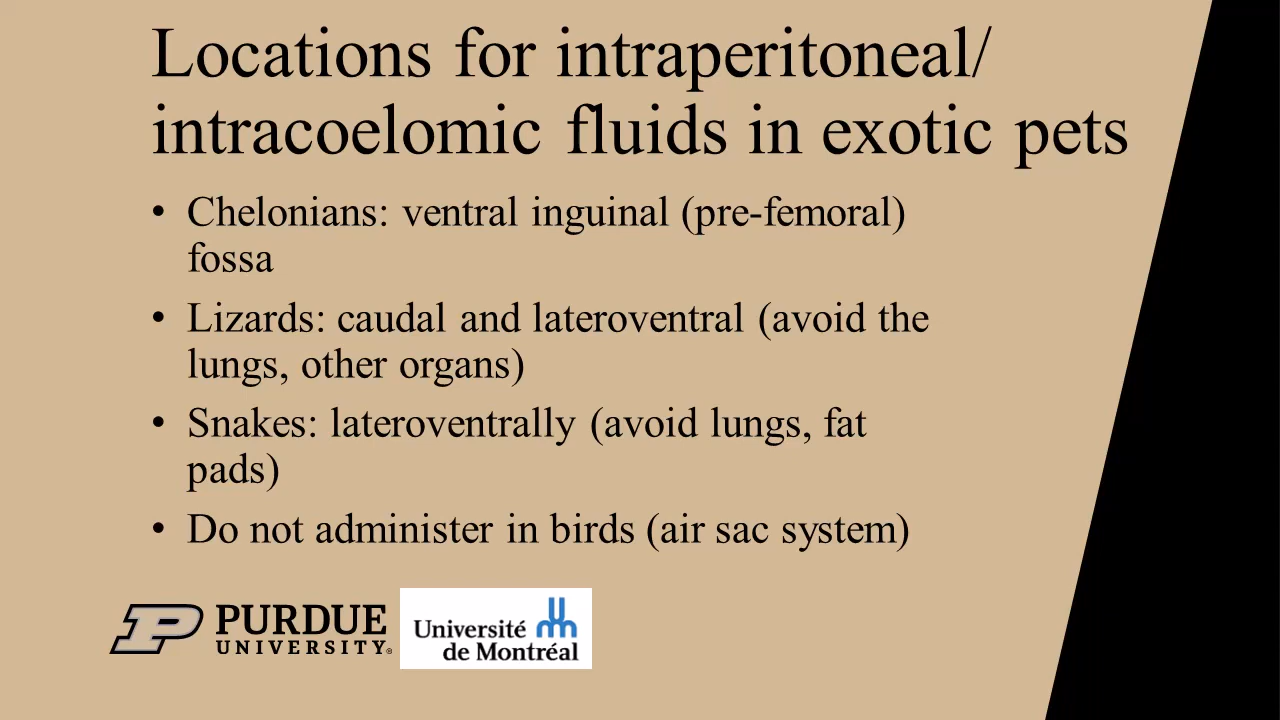 Locations for intraperitoneal/
intracoelomic fluids in exotic pets
• Chelonians: ventral inguinal (pre-femoral)
fossa
• Lizards: caudal and lateroventral (avoid the
lungs, other organs)
• Snakes: lateroventrally (avoid lungs, fat
pads)
• Do not administer in birds (air sac system)
P PURDUE
UNIVERSITY®
Université
de Montréal